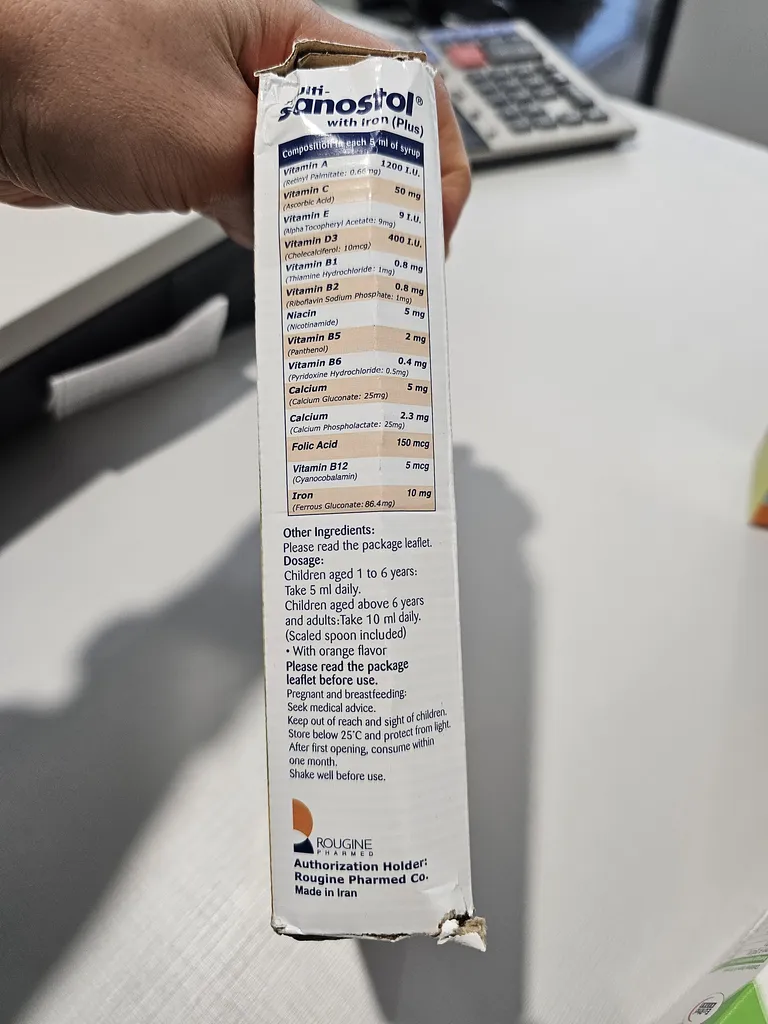 ulti-
sanostol®
with Iron (Plus)
Composition in each 5 ml of syrup
Vitamin A 1200 I.U.
(Retinyl Palmitate: 0.66mg)
Vitamin C 50 mg
(Ascorbic Acid)
Vitamin E 9 I.U.
(Alpha Tocopheryl Acetate: 9mg)
Vitamin D3 400 I.U.
(Cholecalciferol: 10mcg)
Vitamin B1 0.8 mg
(Thiamine Hydrochloride: 1mg)
Vitamin B2 0.8 mg
(Riboflavin Sodium Phosphate: 1mg)
Niacin 5 mg
(Nicotinamide)
Vitamin B5 2 mg
(Panthenol)
Vitamin B6 0.4 mg
(Pyridoxine Hydrochloride: 0.5mg)
Calcium 5 mg
(Calcium Gluconate: 25mg)
Calcium 2.3 mg
(Calcium Phospholactate: 25mg)
Folic Acid 150 mcg
Vitamin B12 5 mcg
(Cyanocobalamin)
Iron 10 mg
(Ferrous Gluconate: 86.4mg)
Other Ingredients:
Please read the package leaflet.
Dosage:
Children aged 1 to 6 years:
Take 5 ml daily.
Children aged above 6 years
and adults:Take 10 ml daily.
(Scaled spoon included)
• With orange flavor
Please read the package
leaflet before use.
Pregnant and breastfeeding:
Seek medical advice.
Keep out of reach and sight of children.
Store below 25°C and protect from light.
After first opening, consume within
one month.
Shake well before use.
ROUGINE
PHARMED
Authorization Holder:
Rougine Pharmed Co.
Made in Iran